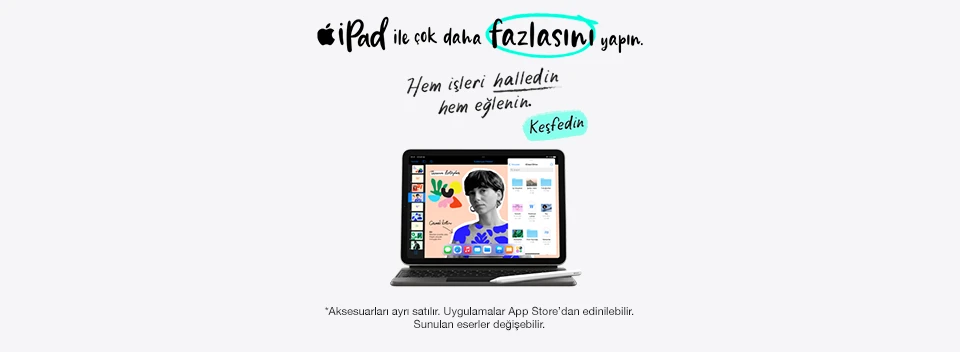 iPad ile çok daha fazlasını yapın.
Hem işleri halledin
hem eğlenin.
Keşfedin
*Aksesuarları ayrı satılır. Uygulamalar App Store'dan edinilebilir.
Sunulan eserler değişebilir.